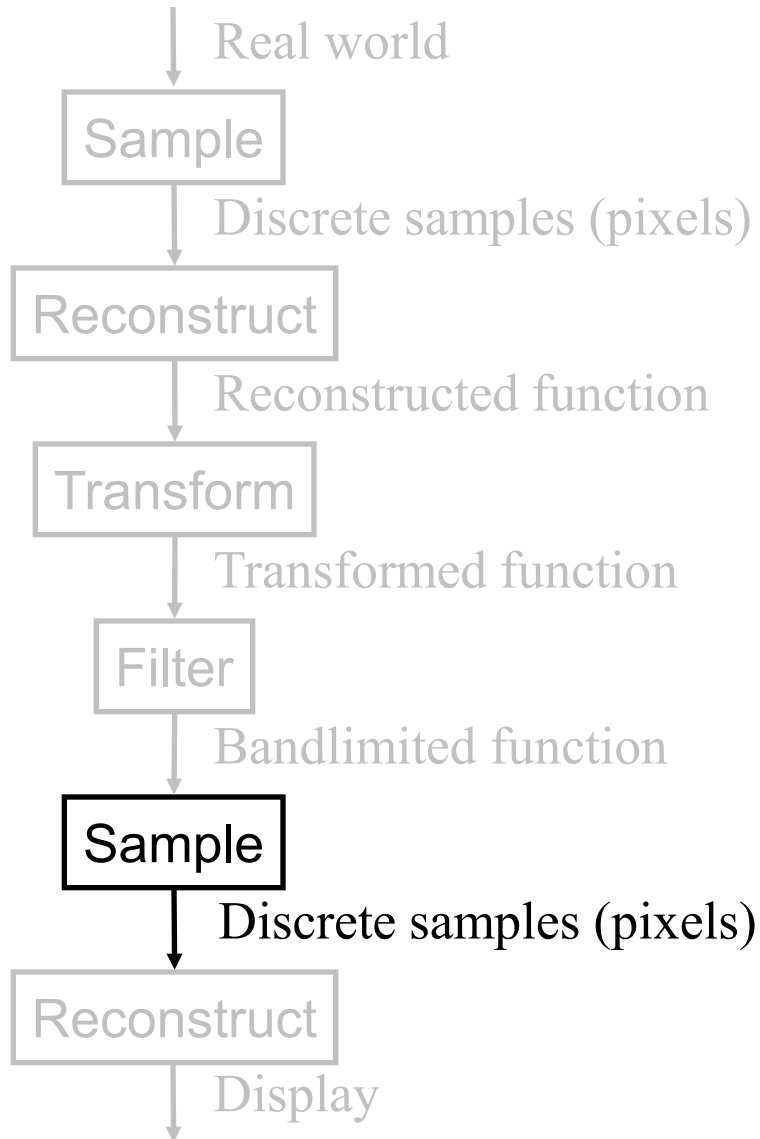 Real world
Sample
Discrete samples (pixels)
Reconstruct
Reconstructed function
Transform
Transformed function
Filter
Bandlimited function
Sample
Discrete samples (pixels)
Reconstruct
Display